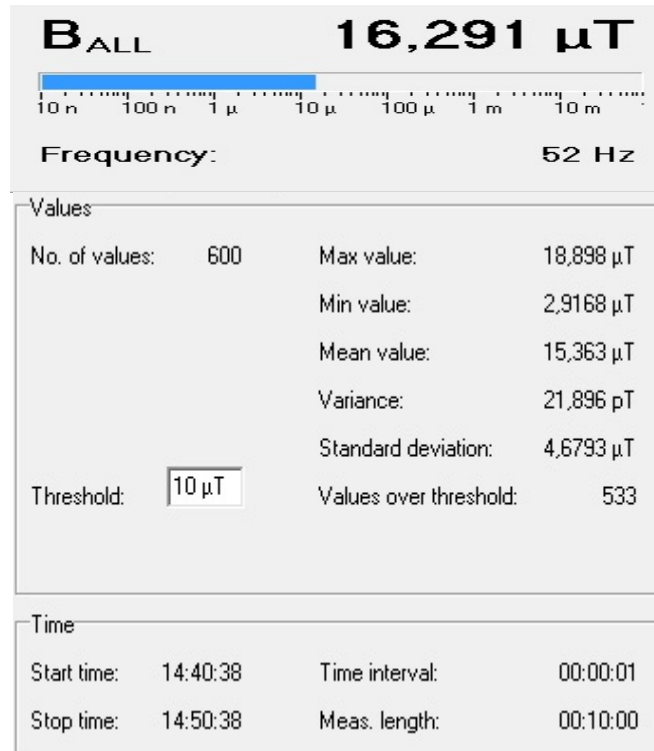 BALL 16,291 µT
10 n 100 n 1 µ 10 µ 100 µ 1 m 10 m
Frequency: 52 Hz
Values
No. of values: 600 Max value: 18,898 µT
Min value: 2,9168 µT
Mean value: 15,363 µT
Variance: 21,896 pT
Standard deviation: 4,6793 µT
Threshold: 10 µT Values over threshold: 533
Time
Start time: 14:40:38 Time interval: 00:00:01
Stop time: 14:50:38 Meas. length: 00:10:00